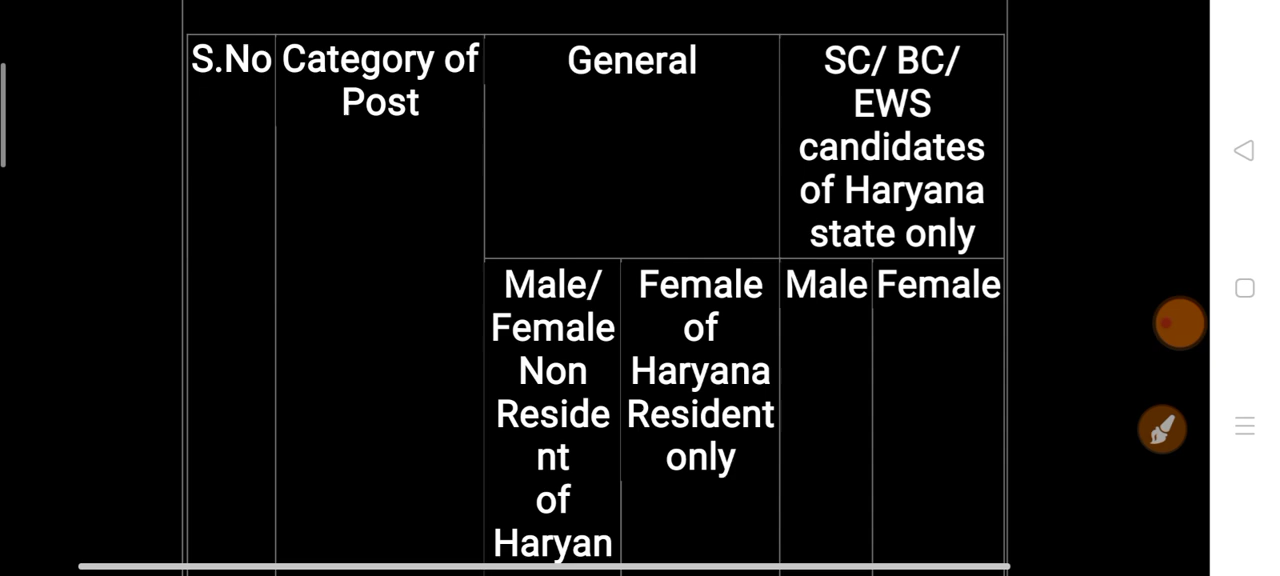 S.No
Category of
Post
General
SC/ BC/
EWS
candidates
of Haryana
state only
Male/
Female
Non
Reside
nt
of
Haryan
Female
of
Haryana
Resident
only
Male
Female